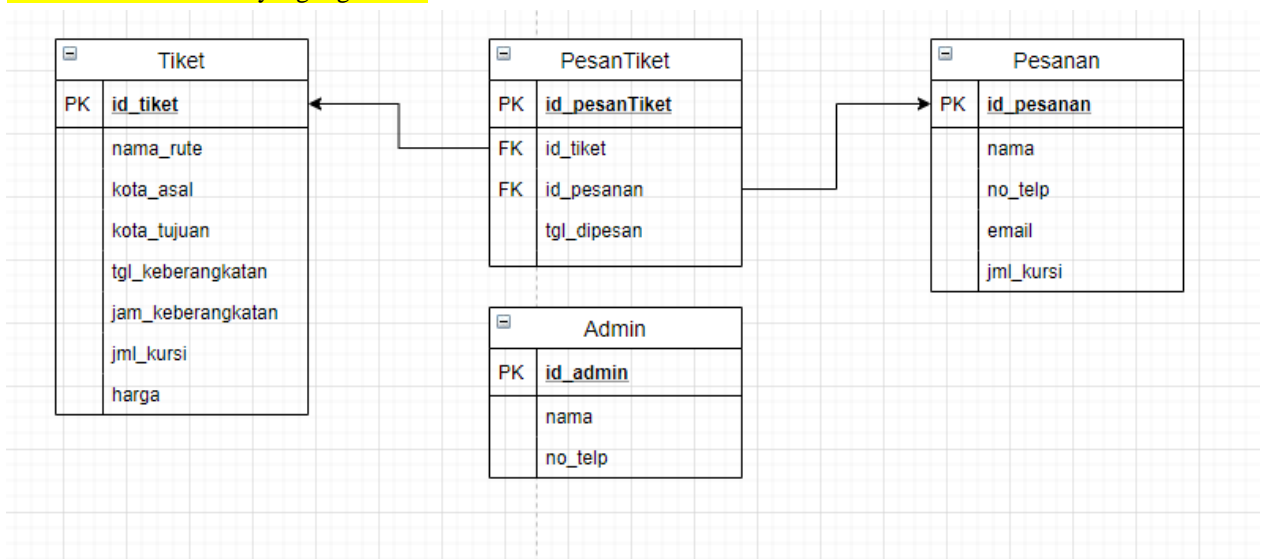 Tiket
PK id_tiket
nama_rute
kota_asal
kota_tujuan
tgl_keberangkatan
jam_keberangkatan
jml_kursi
harga
PesanTiket
PK id_pesanTiket
FK id_tiket
FK id_pesanan
tgl_dipesan
Pesanan
PK id_pesanan
nama
no_telp
email
jml_kursi
Admin
PK id_admin
nama
no_telp